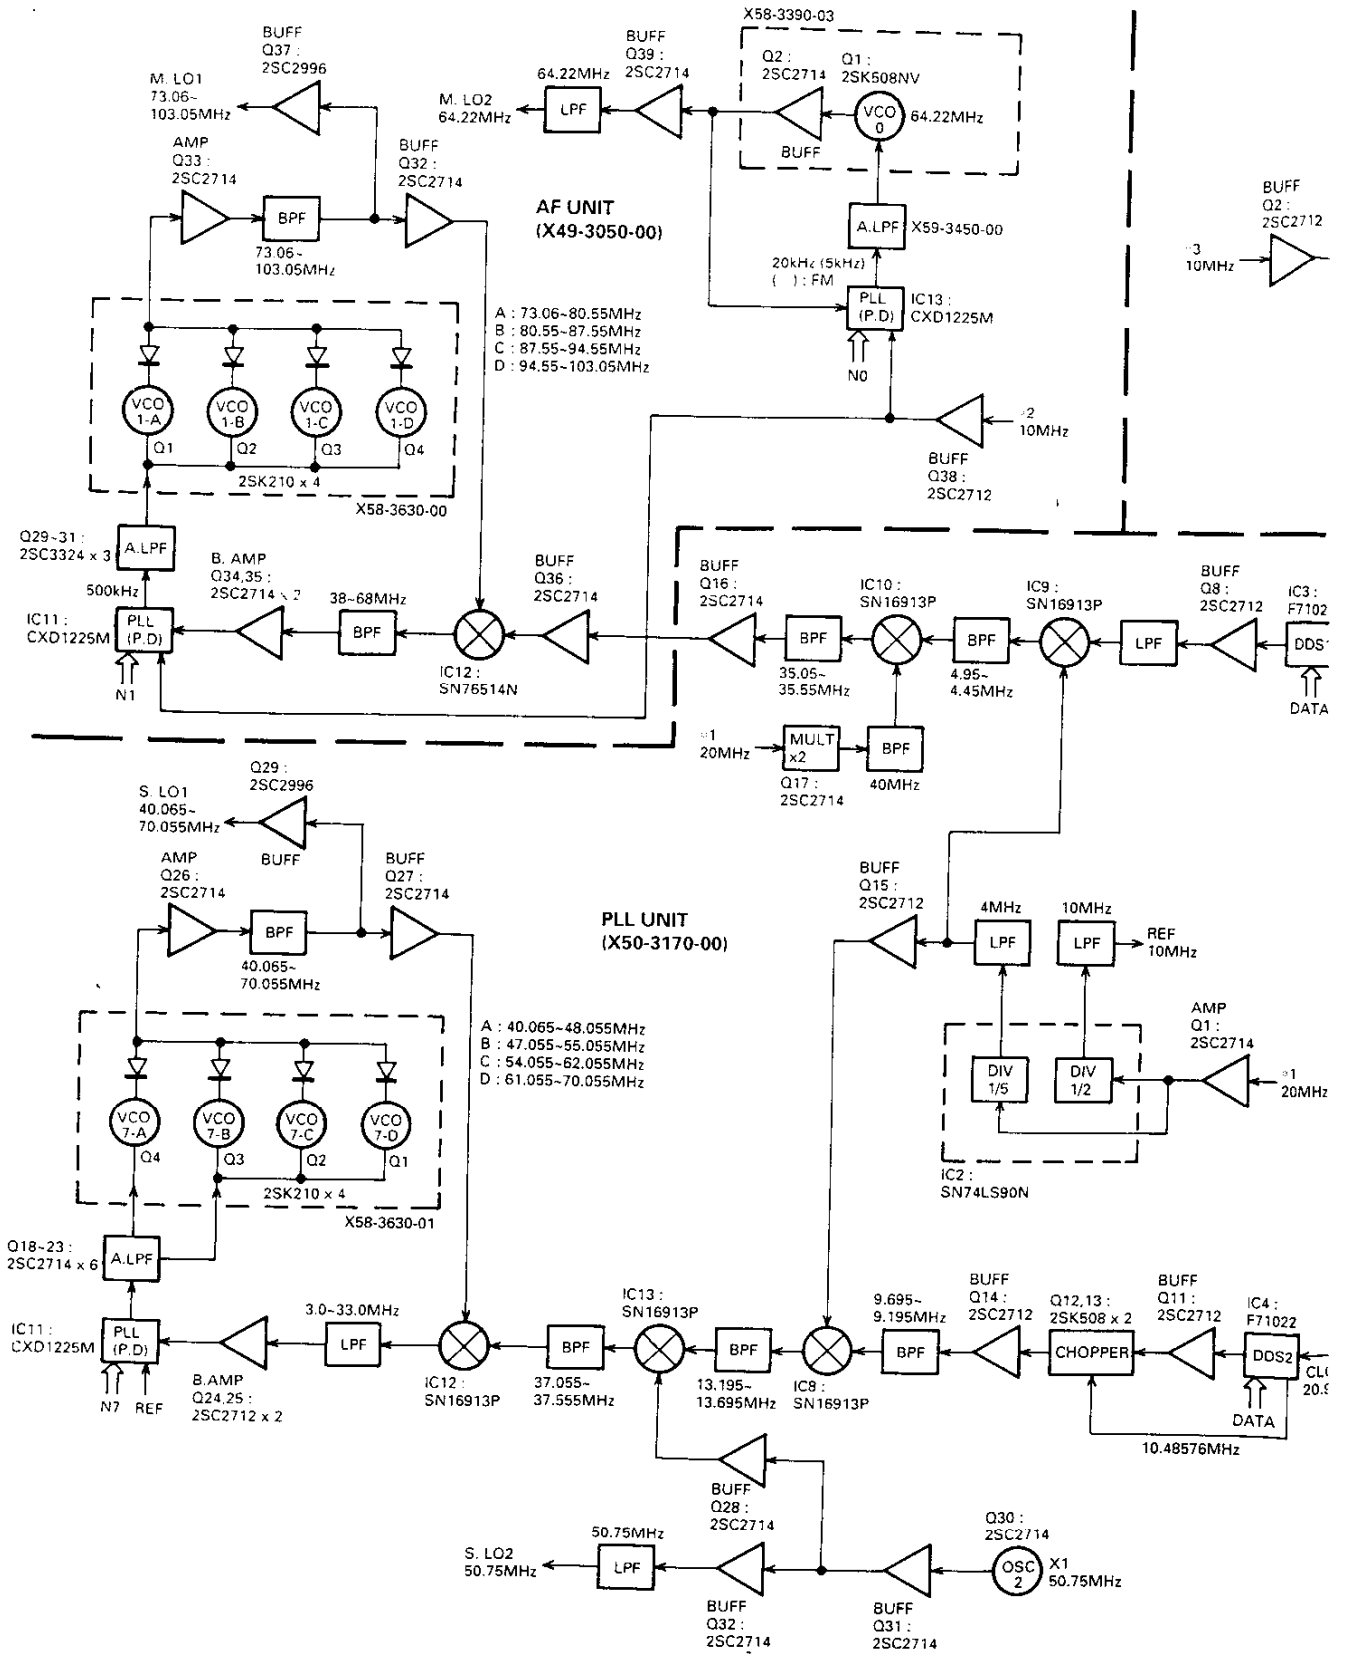 X58-3390-03
BUFF
Q37 :
2SC2996
M. LO1
73.06~
103.05MHz
AMP
Q33 :
2SC2714
BPF
73.06~
103.05MHz
BUFF
Q32 :
2SC2714
BUFF
Q39 :
2SC2714
64.22MHz
LPF
M. LO2
64.22MHz
Q2 :
2SC2714
BUFF
Q1 :
2SK508NV
VCO
0
64.22MHz
AF UNIT
(X49-3050-00)
A.LPF
X59-3450-00
20kHz (5kHz)
( ) : FM
PLL
(P.D)
IC13 :
CXD1225M
N0
BUFF
Q2 :
2SC2712
*3
10MHz
A : 73.06~80.55MHz
B : 80.55~87.55MHz
C : 87.55~94.55MHz
D : 94.55~103.05MHz
VCO
1-A
Q1
VCO
1-B
Q2
VCO
1-C
Q3
VCO
1-D
Q4
2SK210 x 4
X58-3630-00
*2
10MHz
BUFF
Q38 :
2SC2712
Q29~31 :
2SC3324 x 3
A.LPF
500kHz
IC11 :
CXD1225M
PLL
(P.D)
N1
B. AMP
Q34,35 :
2SC2714 x 2
38~68MHz
BPF
IC12 :
SN76514N
BUFF
Q36 :
2SC2714
BUFF
Q16 :
2SC2714
BPF
35.05~
35.55MHz
IC10 :
SN16913P
BPF
4.95~
4.45MHz
IC9 :
SN16913P
LPF
BUFF
Q8 :
2SC2712
IC3 :
F7102
DDS1
DATA
*1
20MHz
MULT
x2
Q17 :
2SC2714
BPF
40MHz
Q29 :
2SC2996
S. LO1
40.065~
70.055MHz
BUFF
AMP
Q26 :
2SC2714
BPF
40.065~
70.055MHz
BUFF
Q27 :
2SC2714
PLL UNIT
(X50-3170-00)
BUFF
Q15 :
2SC2712
4MHz
LPF
10MHz
LPF
REF
10MHz
AMP
Q1 :
2SC2714
*1
20MHz
DIV
1/5
DIV
1/2
IC2 :
SN74LS90N
A : 40.065~48.055MHz
B : 47.055~55.055MHz
C : 54.055~62.055MHz
D : 61.055~70.055MHz
VCO
7-A
Q4
VCO
7-B
Q3
VCO
7-C
Q2
VCO
7-D
Q1
2SK210 x 4
X58-3630-01
Q18~23 :
2SC2714 x 6
A.LPF
IC11 :
CXD1225M
PLL
(P.D)
N7
REF
B.AMP
Q24,25 :
2SC2712 x 2
3.0~33.0MHz
LPF
IC12 :
SN16913P
BPF
37.055~
37.555MHz
IC13 :
SN16913P
BPF
13.195~
13.695MHz
IC8 :
SN16913P
9.695~
9.195MHz
BPF
BUFF
Q14 :
2SC2712
Q12,13 :
2SK508 x 2
CHOPPER
BUFF
Q11 :
2SC2712
IC4 :
F71022
DDS2
DATA
10.48576MHz
BUFF
Q28 :
2SC2714
S. LO2
50.75MHz
50.75MHz
LPF
BUFF
Q32 :
2SC2714
BUFF
Q31 :
2SC2714
Q30 :
2SC2714
OSC
2
X1
50.75MHz